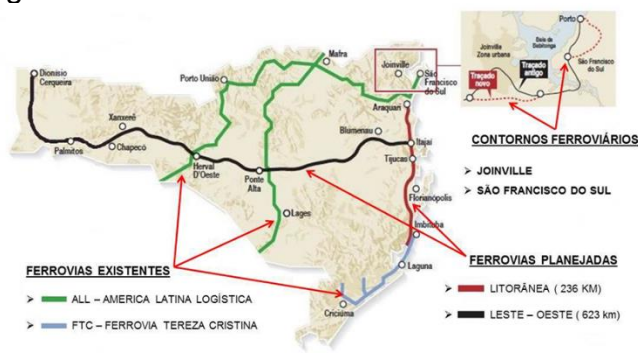 Dionísio
Cerqueira
Palmitos
Xanxerê
Chapecó
Porto União
Herval
D'Oeste
Ponte
Alta
Lages
Mafra
Joinville
São
Francisco
do Sul
Araquari
Blumenau
Itajaí
Tijucas
Florianópolis
Imbituba
Laguna
Criciúma
Porto
Joinville
Zona urbana
Baía da
Babitonga
São Francisco
do Sul
Traçado
novo
Traçado
antigo
CONTORNOS FERROVIÁRIOS
➤ JOINVILLE
➤ SÃO FRANCISCO DO SUL
FERROVIAS EXISTENTES
➤ ALL – AMERICA LATINA LOGÍSTICA
➤ FTC – FERROVIA TEREZA CRISTINA
FERROVIAS PLANEJADAS
➤ LITORÂNEA ( 236 KM)
➤ LESTE – OESTE ( 623 km)